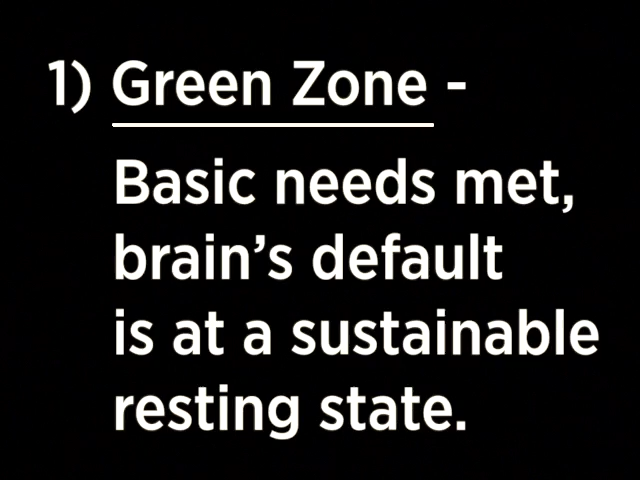 1) Green Zone -
Basic needs met,
brain’s default
is at a sustainable
resting state.